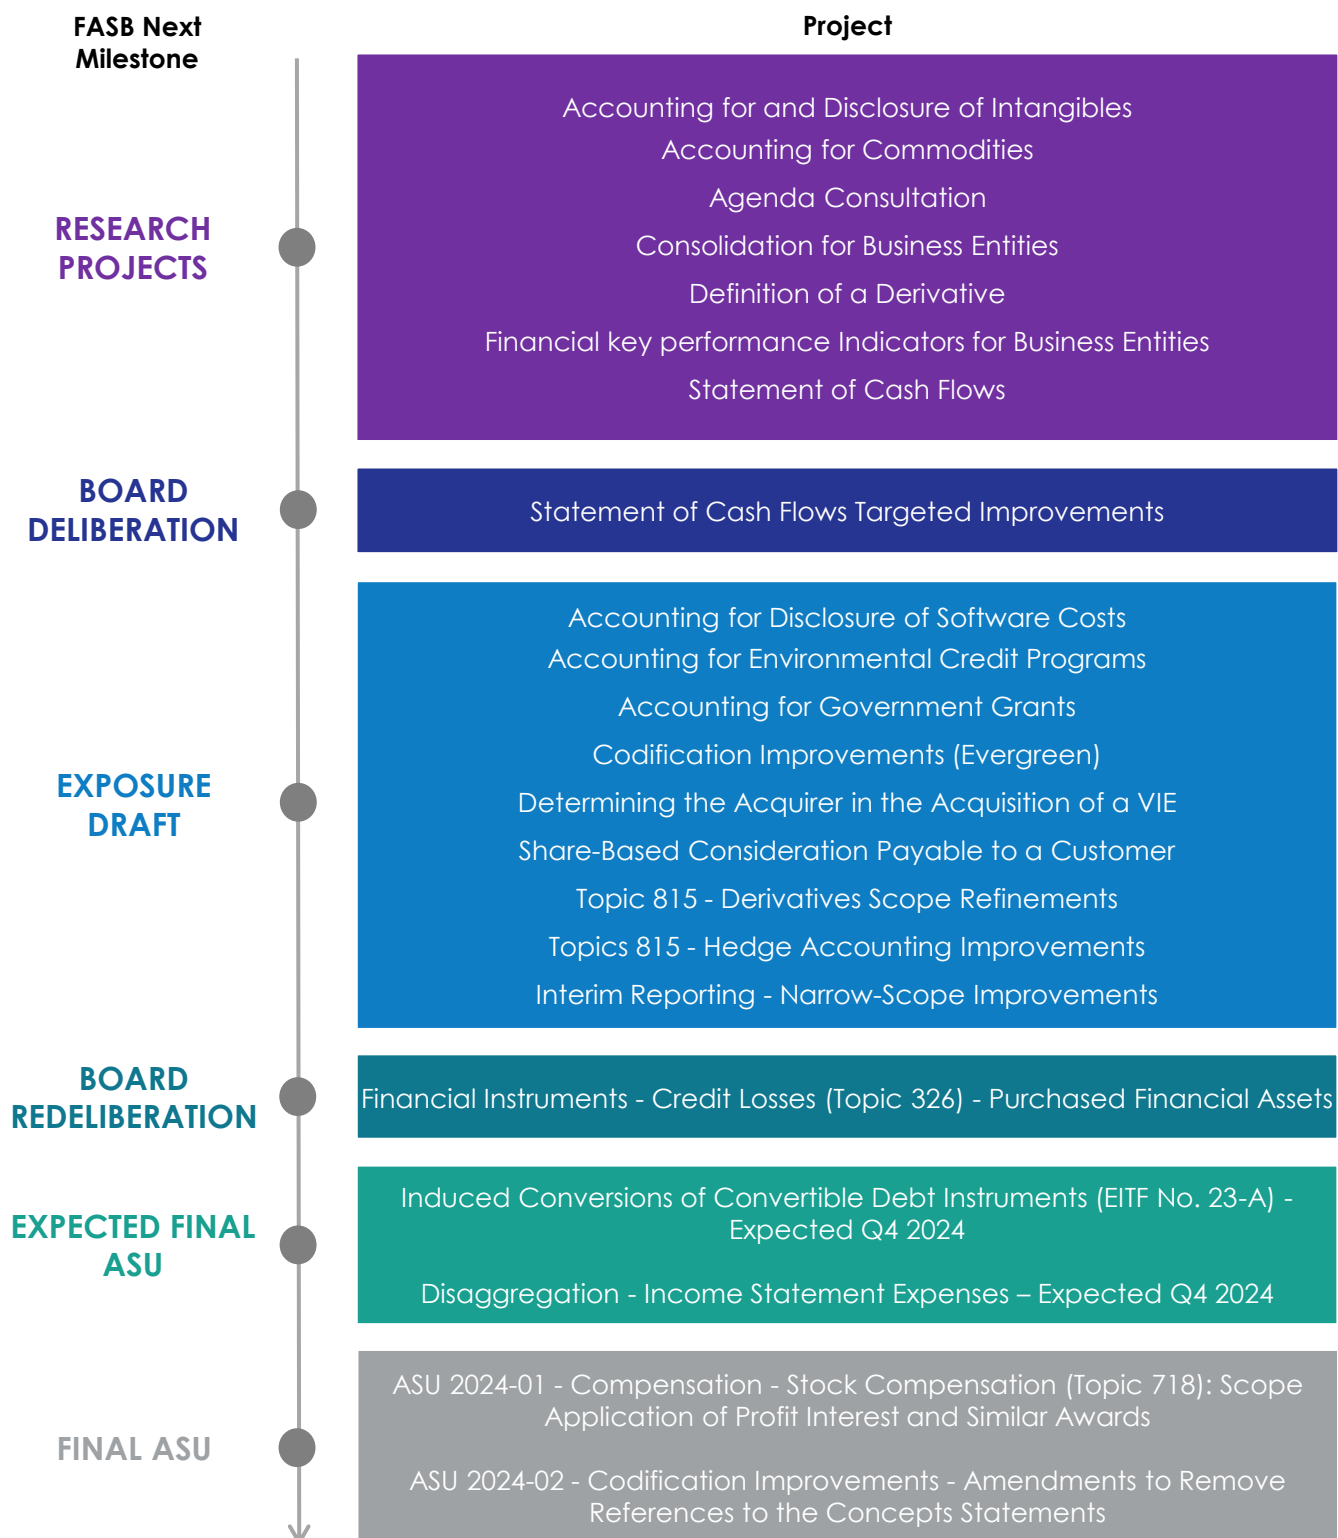 FASB Next
Milestone
Project
RESEARCH
PROJECTS
Accounting for and Disclosure of Intangibles
Accounting for Commodities
Agenda Consultation
Consolidation for Business Entities
Definition of a Derivative
Financial key performance Indicators for Business Entities
Statement of Cash Flows
BOARD
DELIBERATION
Statement of Cash Flows Targeted Improvements
EXPOSURE
DRAFT
Accounting for Disclosure of Software Costs
Accounting for Environmental Credit Programs
Accounting for Government Grants
Codification Improvements (Evergreen)
Determining the Acquirer in the Acquisition of a VIE
Share-Based Consideration Payable to a Customer
Topic 815 - Derivatives Scope Refinements
Topics 815 - Hedge Accounting Improvements
Interim Reporting - Narrow-Scope Improvements
BOARD
REDELIBERATION
Financial Instruments - Credit Losses (Topic 326) - Purchased Financial Assets
EXPECTED FINAL
ASU
Induced Conversions of Convertible Debt Instruments (EITF No. 23-A) -
Expected Q4 2024
Disaggregation - Income Statement Expenses – Expected Q4 2024
FINAL ASU
ASU 2024-01 - Compensation - Stock Compensation (Topic 718): Scope
Application of Profit Interest and Similar Awards
ASU 2024-02 - Codification Improvements - Amendments to Remove
References to the Concepts Statements